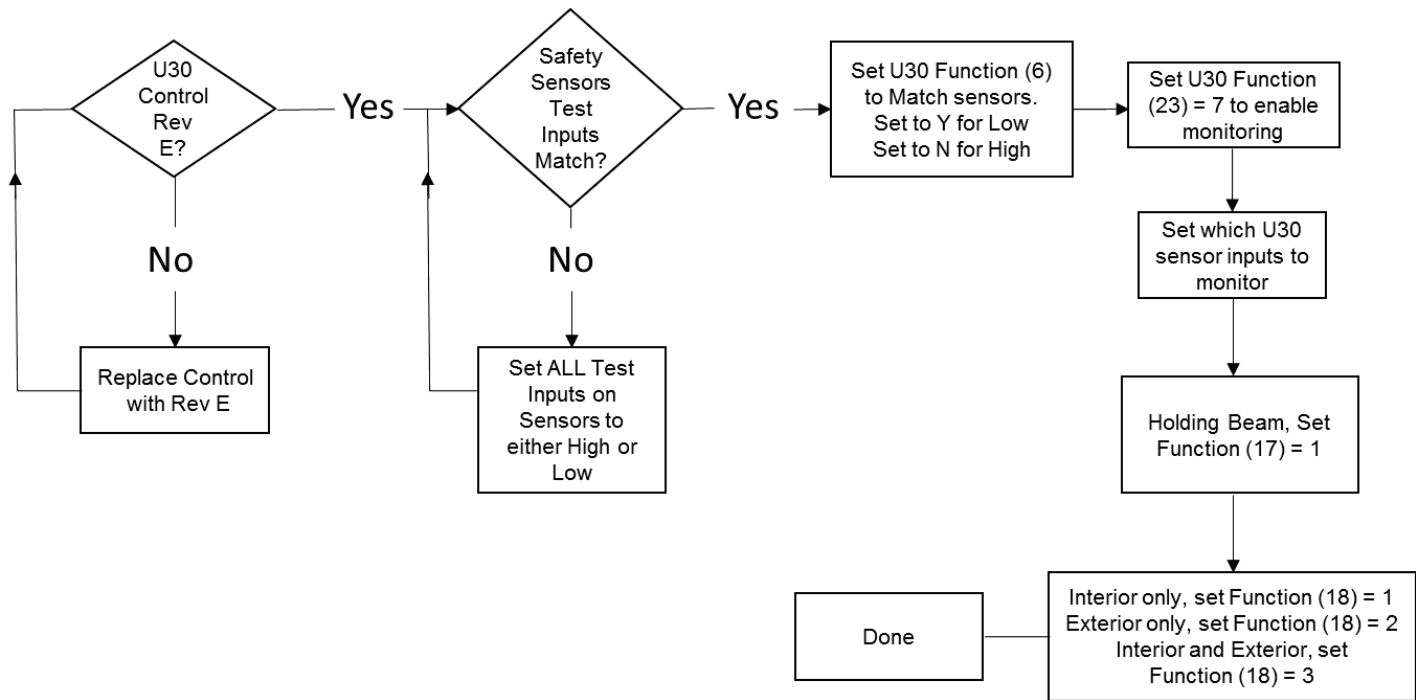 U30
Control
Rev
E?
Yes
No
Replace Control
with Rev E
Safety
Sensors
Test
Inputs
Match?
Yes
No
Set ALL Test
Inputs on
Sensors to
either High or
Low
Set U30 Function (6)
to Match sensors.
Set to Y for Low
Set to N for High
Set U30 Function
(23) = 7 to enable
monitoring
Set which U30
sensor inputs to
monitor
Holding Beam, Set
Function (17) = 1
Interior only, set Function (18) = 1
Exterior only, set Function (18) = 2
Interior and Exterior, set
Function (18) = 3
Done